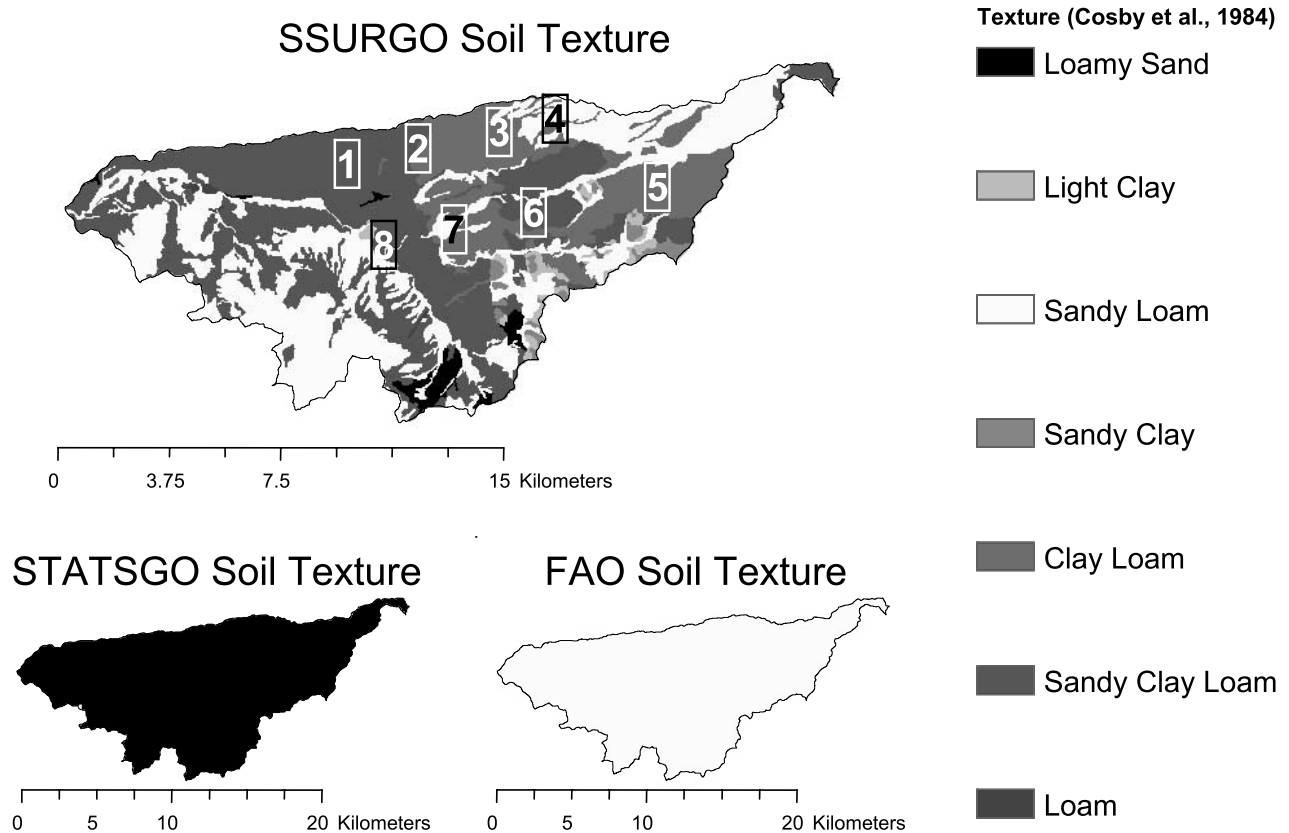 SSURGO Soil Texture
1
2
3
4
5
6
7
8
0 3.75 7.5 15 Kilometers
STATSGO Soil Texture
0 5 10 20 Kilometers
FAO Soil Texture
0 5 10 20 Kilometers
Texture (Cosby et al., 1984)
Loamy Sand
Light Clay
Sandy Loam
Sandy Clay
Clay Loam
Sandy Clay Loam
Loam